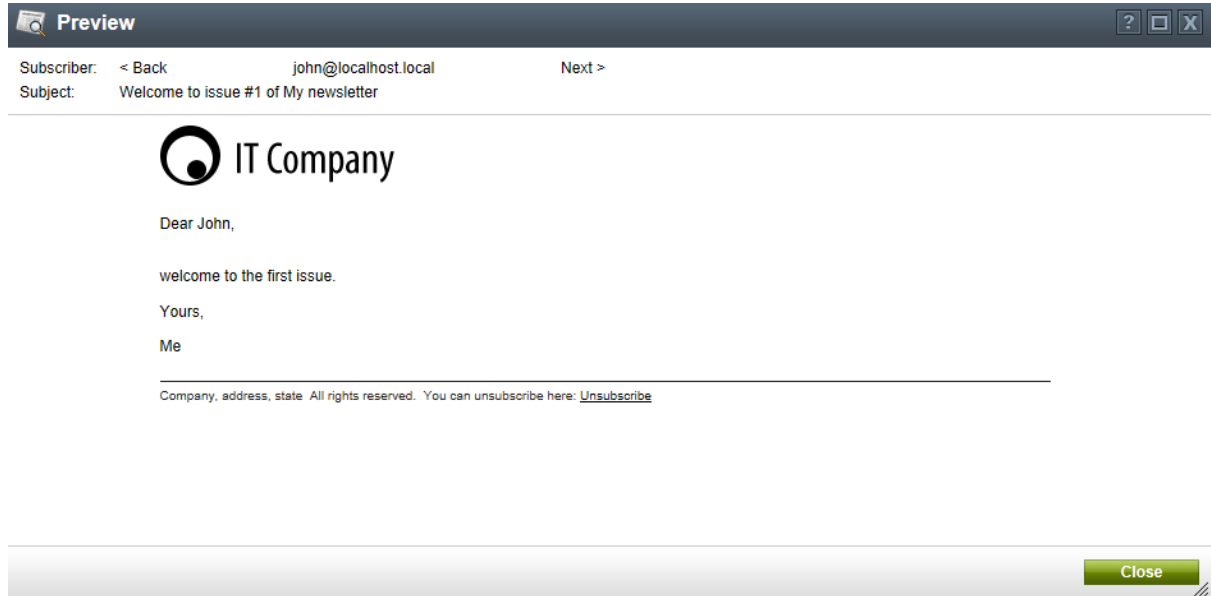 Preview
? X
Subscriber: < Back john@localhost.local Next >
Subject: Welcome to issue #1 of My newsletter
IT Company
Dear John,
welcome to the first issue.
Yours,
Me
Company, address, state All rights reserved. You can unsubscribe here: Unsubscribe
Close